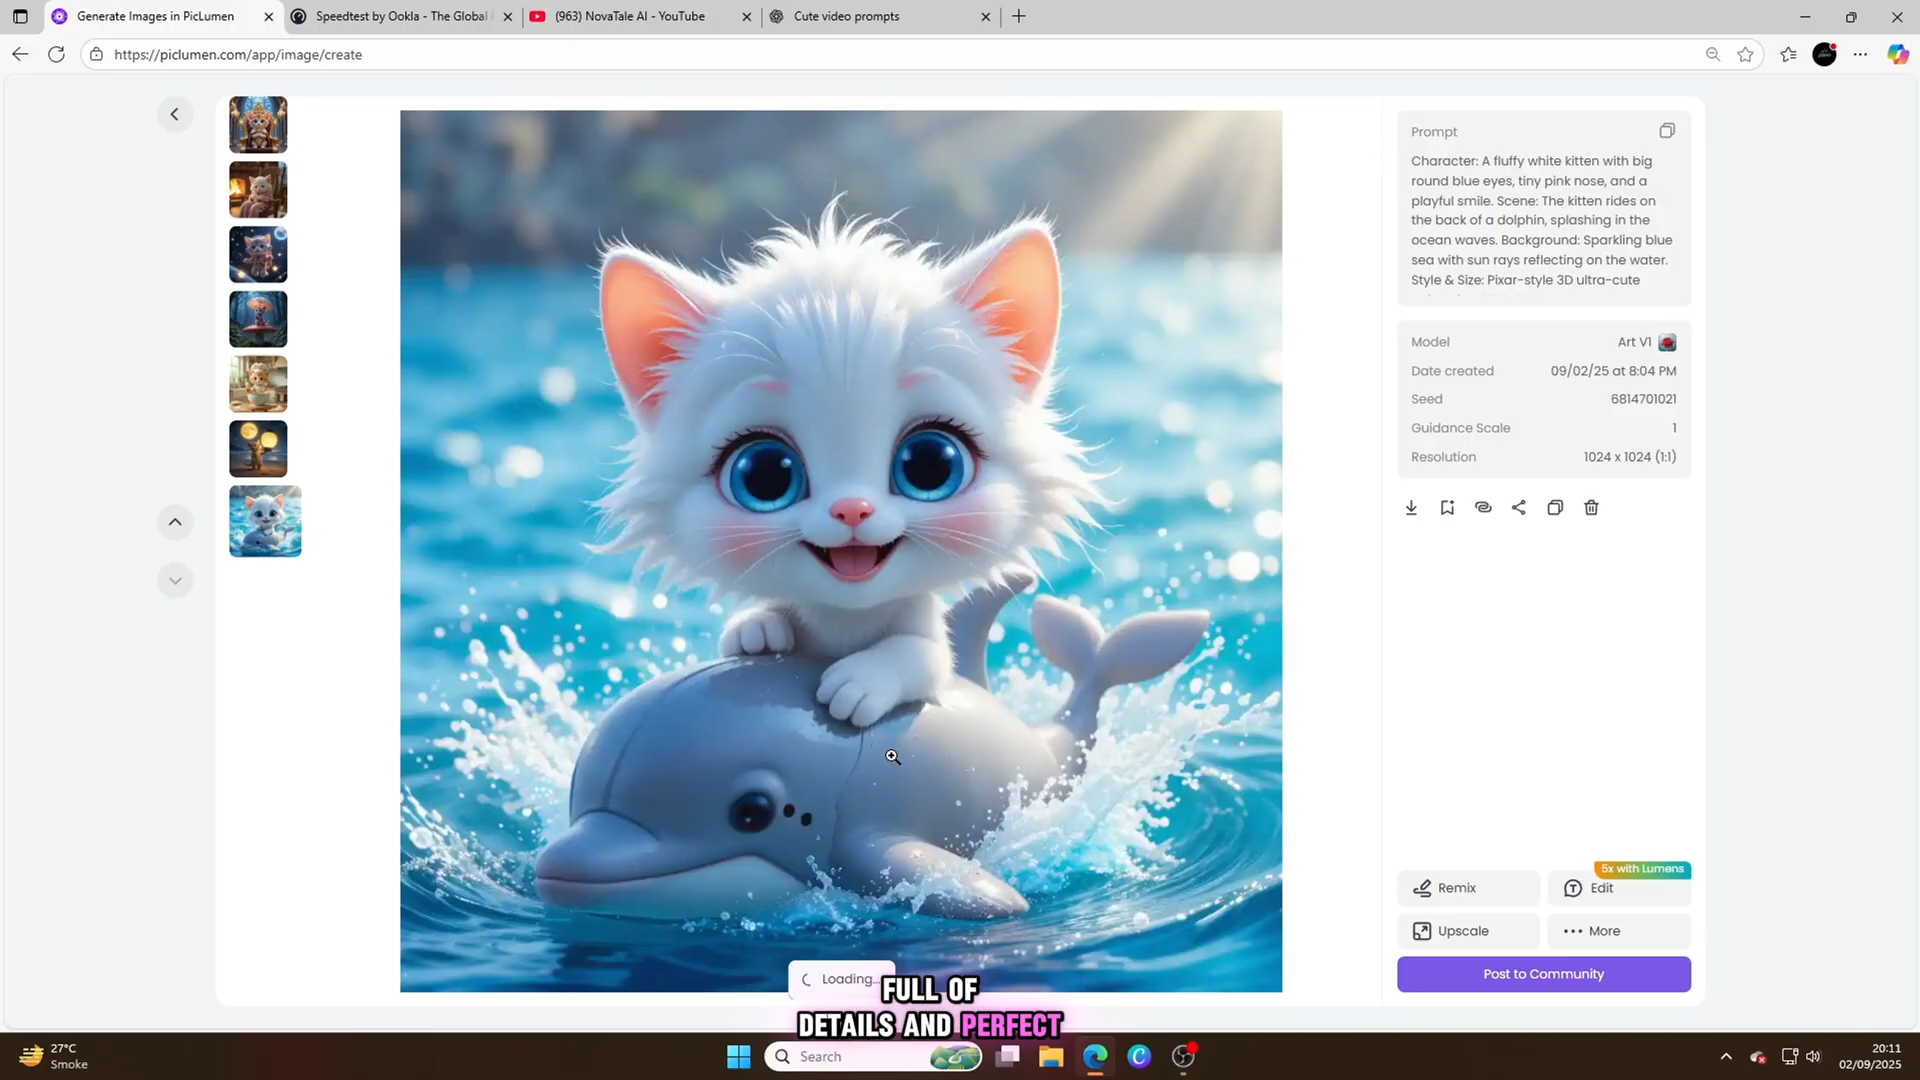 Generate Images in PicLumen
Speedtest by Ookla - The Global
(963) NovaTale AI - YouTube
Cute video prompts
https://piclumen.com/app/image/create
Prompt
Character: A fluffy white kitten with big
round blue eyes, tiny pink nose, and a
playful smile. Scene: The kitten rides on
the back of a dolphin, splashing in the
ocean waves. Background: Sparkling blue
sea with sun rays reflecting on the water.
Style & Size: Pixar-style 3D ultra-cute
Model Art V1
Date created 09/02/25 at 8:04 PM
Seed 6814701021
Guidance Scale 1
Resolution 1024 x 1024 (1:1)
5x with Lumens
Remix Edit
Upscale More
Post to Community
Loading...
FULL OF
DETAILS AND PERFECT
27°C
Smoke
Search
20:11
02/09/2025